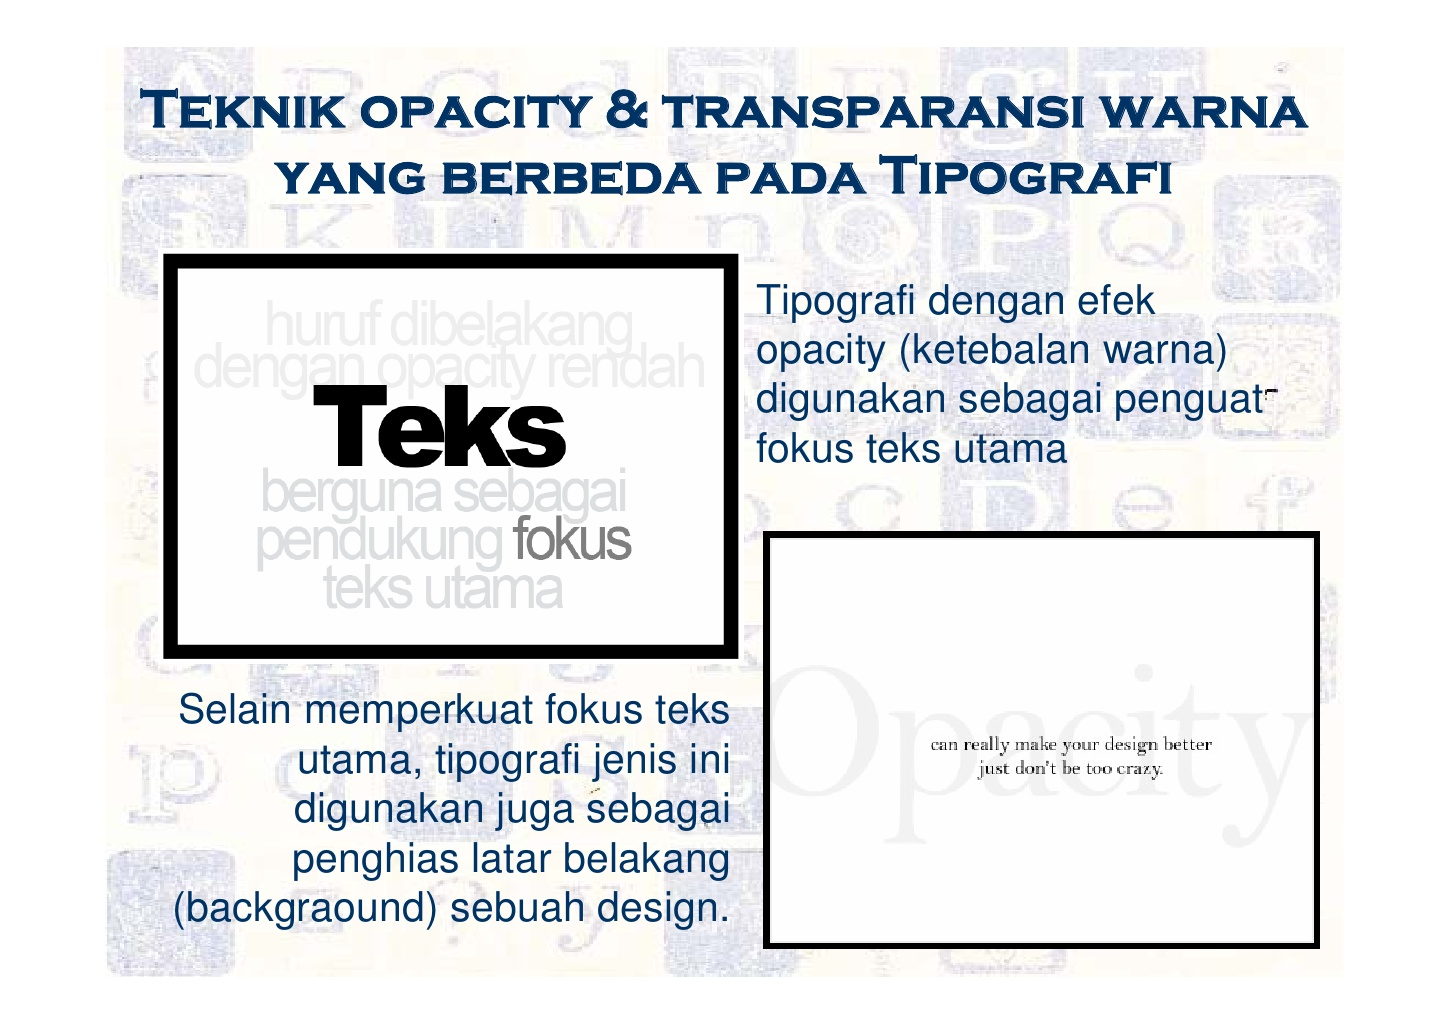 TEKNIK OPACITY & TRANSPARANSI WARNA
YANG BERBEDA PADA TIPOGRAFI
huruf dibelakang
dengan opacity rendah
Teks
berguna sebagai
pendukung fokus
teks utama
Tipografi dengan efek
opacity (ketebalan warna)
digunakan sebagai penguat
fokus teks utama
Selain memperkuat fokus teks
utama, tipografi jenis ini
digunakan juga sebagai
penghias latar belakang
(backgraound) sebuah design.
Opacity
can really make your design better
just don't be too crazy.